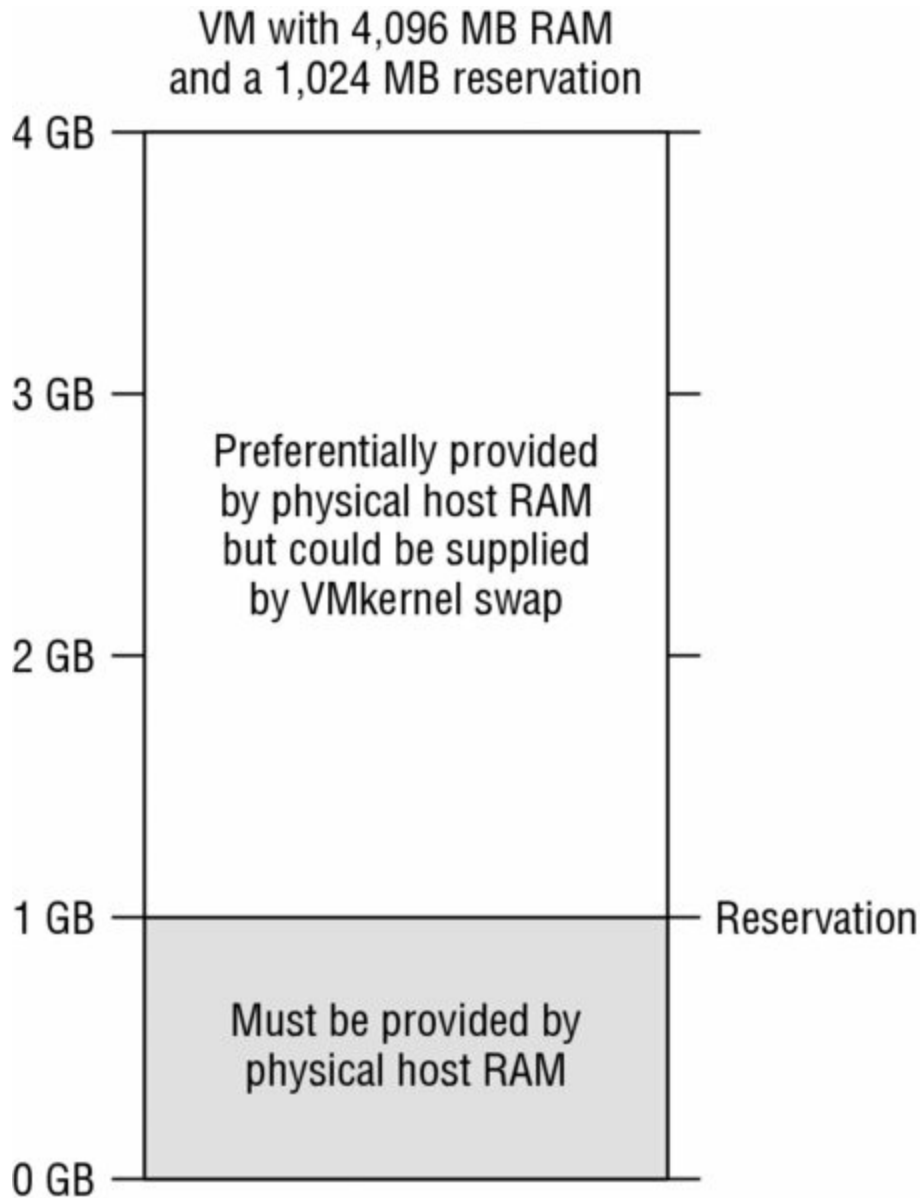 VM with 4,096 MB RAM
and a 1,024 MB reservation
4 GB
3 GB
Preferentially provided
by physical host RAM
but could be supplied
by VMkernel swap
2 GB
1 GB
Reservation
Must be provided by
physical host RAM
0 GB